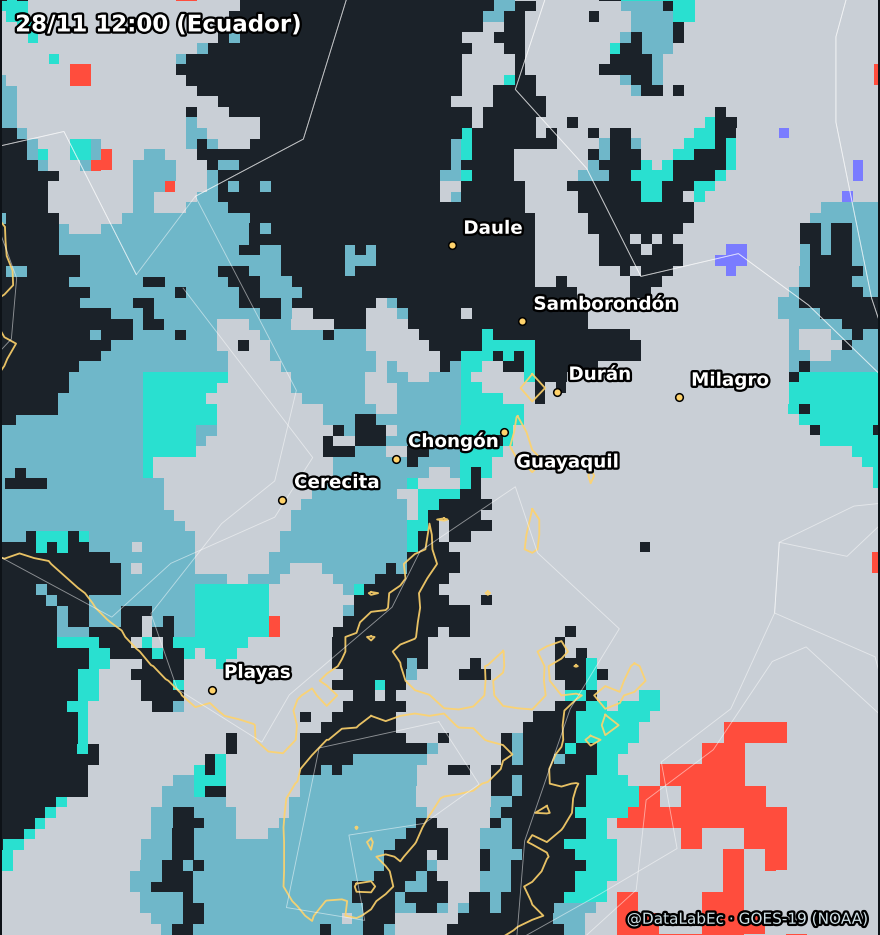 28/11 12:00 (Ecuador)
Daule
Samborondón
Durán
Milagro
Chongón
Guayaquil
Cerecita
Playas
@DataLabEc · GOES-19 (NOAA)